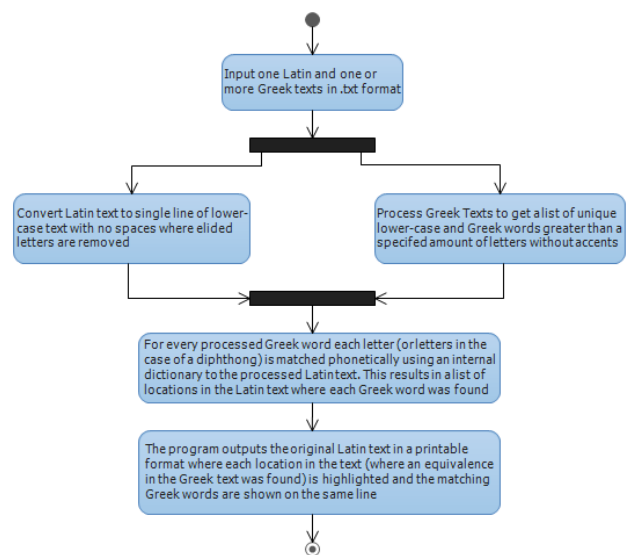 Input one Latin and one or
more Greek texts in .txt format
Convert Latin text to single line of lower-
case text with no spaces where elided
letters are removed
Process Greek Texts to get a list of unique
lower-case and Greek words greater than a
specifed amount of letters without accents
For every processed Greek word each letter (or letters in the
case of a diphthong) is matched phonetically using an internal
dictionary to the processed Latin text. This results in a list of
locations in the Latin text where each Greek word was found
The program outputs the original Latin text in a printable
format where each location in the text (where an equivalence
in the Greek text was found) is highlighted and the matching
Greek words are shown on the same line